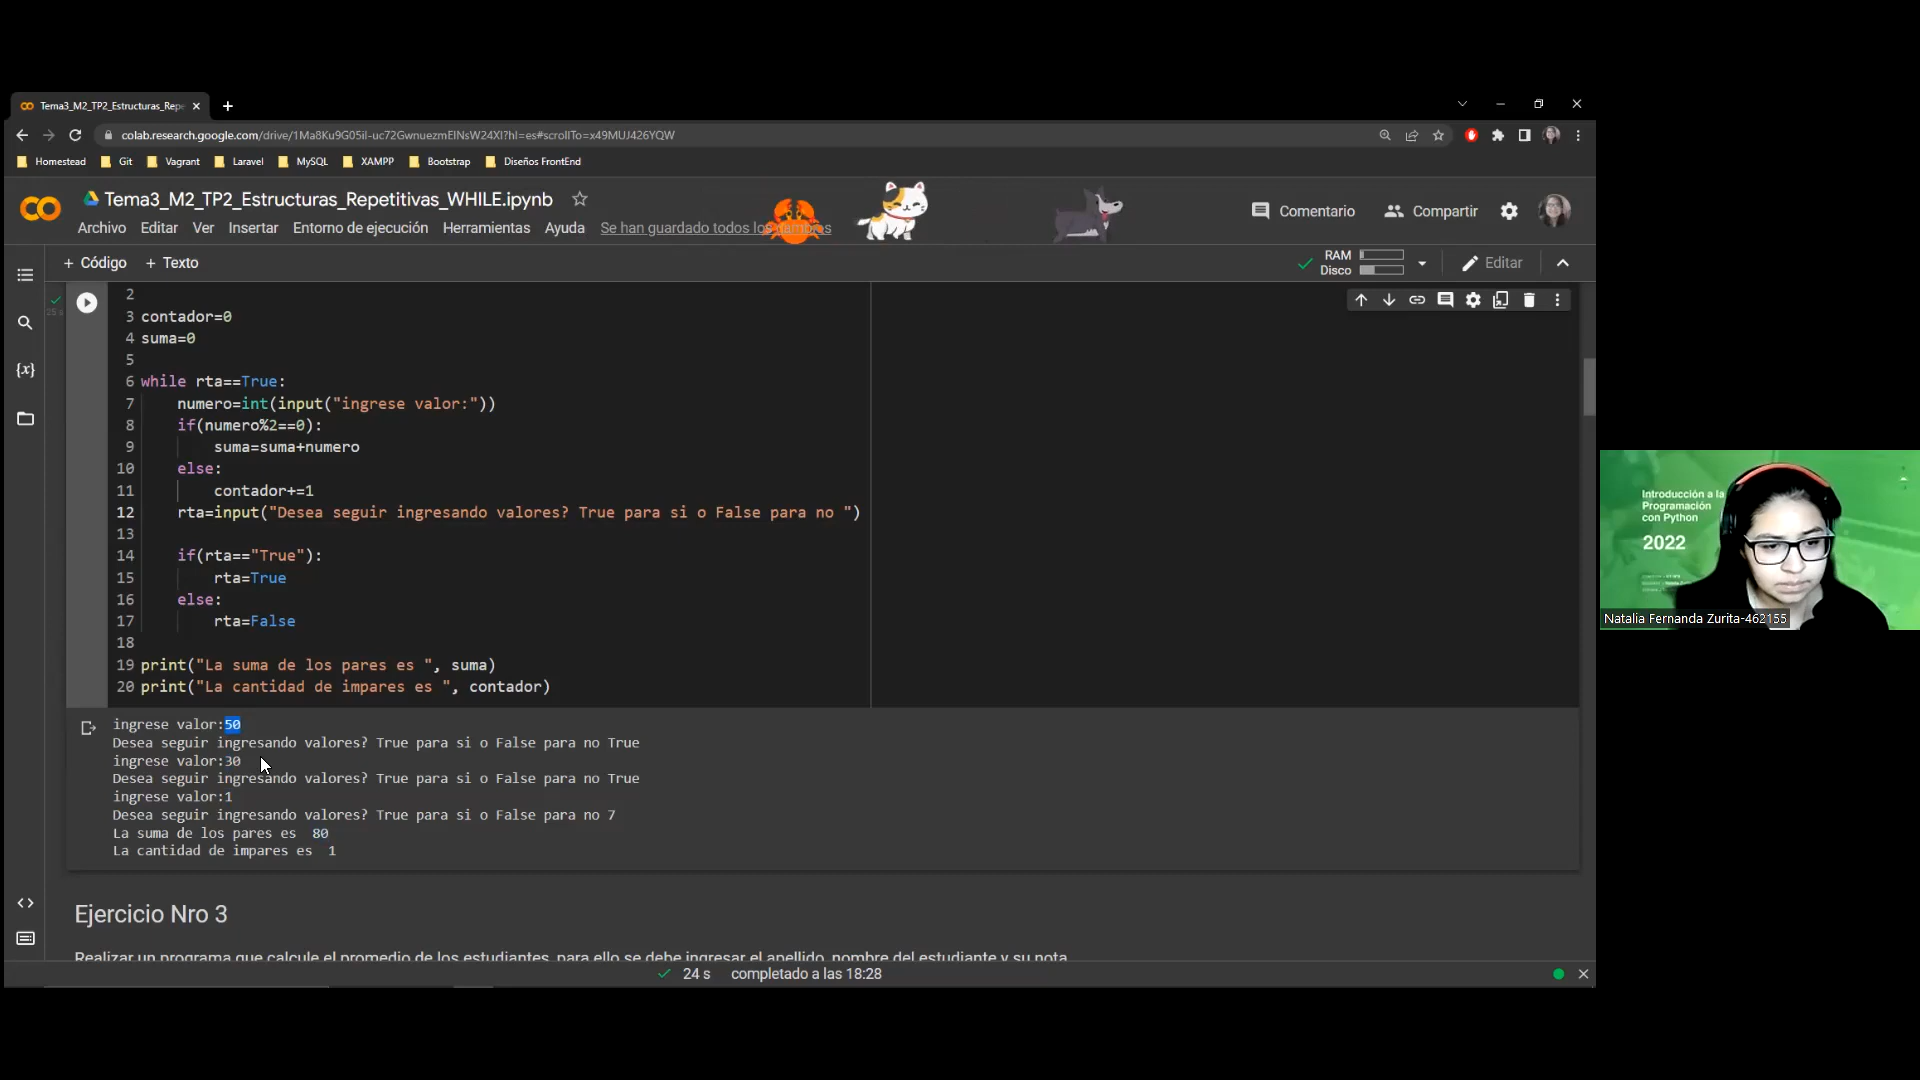 Tema3_M2_TP2_Estructuras_Rep
colab.research.google.com/drive/1Ma8Ku9G05il-uc72GwnuezmEINsW24XI?hl=es#scrollTo=x49MUJ426YQW
Homestead Git Vagrant Laravel MySQL XAMPP Bootstrap Diseños FrontEnd
Tema3_M2_TP2_Estructuras_Repetitivas_WHILE.ipynb
Comentario Compartir
Archivo Editar Ver Insertar Entorno de ejecución Herramientas Ayuda Se han guardado todos los cambios
+ Código + Texto
RAM
Disco
Editar
25 s
2
3 contador=0
4 suma=0
5
6 while rta==True:
7 numero=int(input("ingrese valor:"))
8 if(numero%2==0):
9 suma=suma+numero
10 else:
11 contador+=1
12 rta=input("Desea seguir ingresando valores? True para si o False para no ")
13
14 if(rta=="True"):
15 rta=True
16 else:
17 rta=False
18
19 print("La suma de los pares es ", suma)
20 print("La cantidad de impares es ", contador)
ingrese valor:50
Desea seguir ingresando valores? True para si o False para no True
ingrese valor:30
Desea seguir ingresando valores? True para si o False para no True
ingrese valor:1
Desea seguir ingresando valores? True para si o False para no 7
La suma de los pares es  80
La cantidad de impares es  1
Ejercicio Nro 3
Realizar un programa que calcule el promedio de los estudiantes, para ello se debe ingresar el apellido, nombre del estudiante y su nota
24 s completado a las 18:28
Introducción a la
Programación
con Python
2022
Natalia Fernanda Zurita-462155